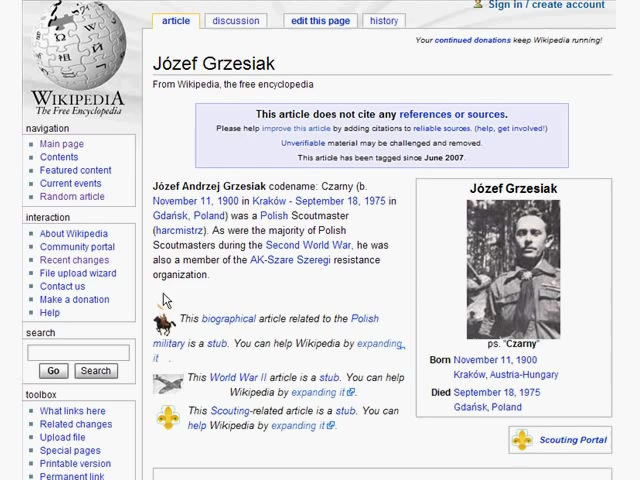 Sign in / create account
article
discussion
edit this page
history
Your continued donations keep Wikipedia running!
WIKIPEDIA
The Free Encyclopedia
Józef Grzesiak
From Wikipedia, the free encyclopedia
This article does not cite any references or sources.
Please help improve this article by adding citations to reliable sources. (help, get involved!)
Unverifiable material may be challenged and removed.
This article has been tagged since June 2007.
Józef Andrzej Grzesiak codename: Czarny (b.
November 11, 1900 in Kraków - September 18, 1975 in
Gdańsk, Poland) was a Polish Scoutmaster
(harcmistrz). As were the majority of Polish
Scoutmasters during the Second World War, he was
also a member of the AK-Szare Szeregi resistance
organization.
This biographical article related to the Polish
military is a stub. You can help Wikipedia by expanding
it .
This World War II article is a stub. You can help
Wikipedia by expanding it.
This Scouting-related article is a stub. You can
help Wikipedia by expanding it.
Józef Grzesiak
ps. "Czarny"
Born November 11, 1900
Kraków, Austria-Hungary
Died September 18, 1975
Gdańsk, Poland
Scouting Portal
navigation
Main page
Contents
Featured content
Current events
Random article
interaction
About Wikipedia
Community portal
Recent changes
File upload wizard
Contact us
Make a donation
Help
search
Go
Search
toolbox
What links here
Related changes
Upload file
Special pages
Printable version
Permanent link